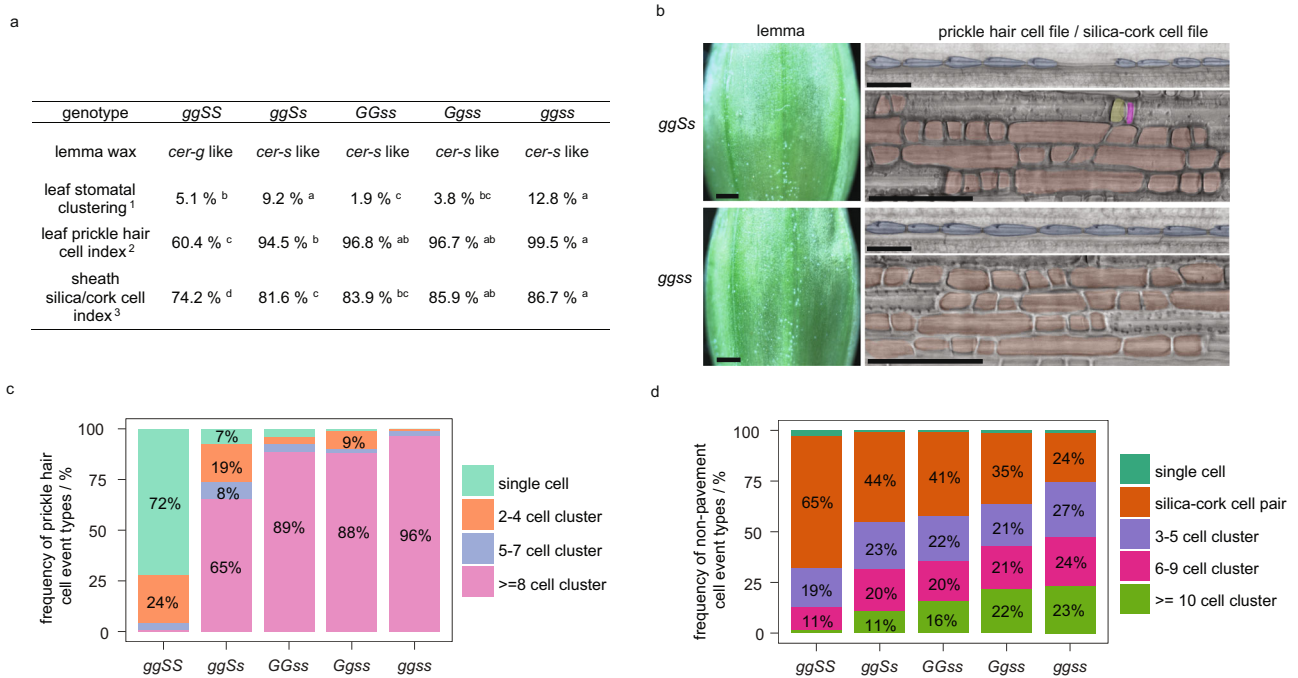 a
genotype ggSS ggSs GGss Ggss ggss
lemma wax cer-g like cer-s like cer-s like cer-s like cer-s like
leaf stomatal clustering 1 5.1 % b 9.2 % a 1.9 % c 3.8 % bc 12.8 % a
leaf prickle hair cell index 2 60.4 % c 94.5 % b 96.8 % ab 96.7 % ab 99.5 % a
sheath silica/cork cell index 3 74.2 % d 81.6 % c 83.9 % bc 85.9 % ab 86.7 % a
b
lemma prickle hair cell file / silica-cork cell file
ggSs
ggss
c
frequency of prickle hair
cell event types / %
100
75
50
25
0
72%
24%
7%
19%
8%
65%
89%
9%
88%
96%
ggSS ggSs GGss Ggss ggss
single cell
2-4 cell cluster
5-7 cell cluster
>=8 cell cluster
d
frequency of non-pavement
cell event types / %
100
75
50
25
0
65%
19%
11%
44%
23%
20%
11%
41%
22%
20%
16%
35%
21%
21%
22%
24%
27%
24%
23%
ggSS ggSs GGss Ggss ggss
single cell
silica-cork cell pair
3-5 cell cluster
6-9 cell cluster
>= 10 cell cluster